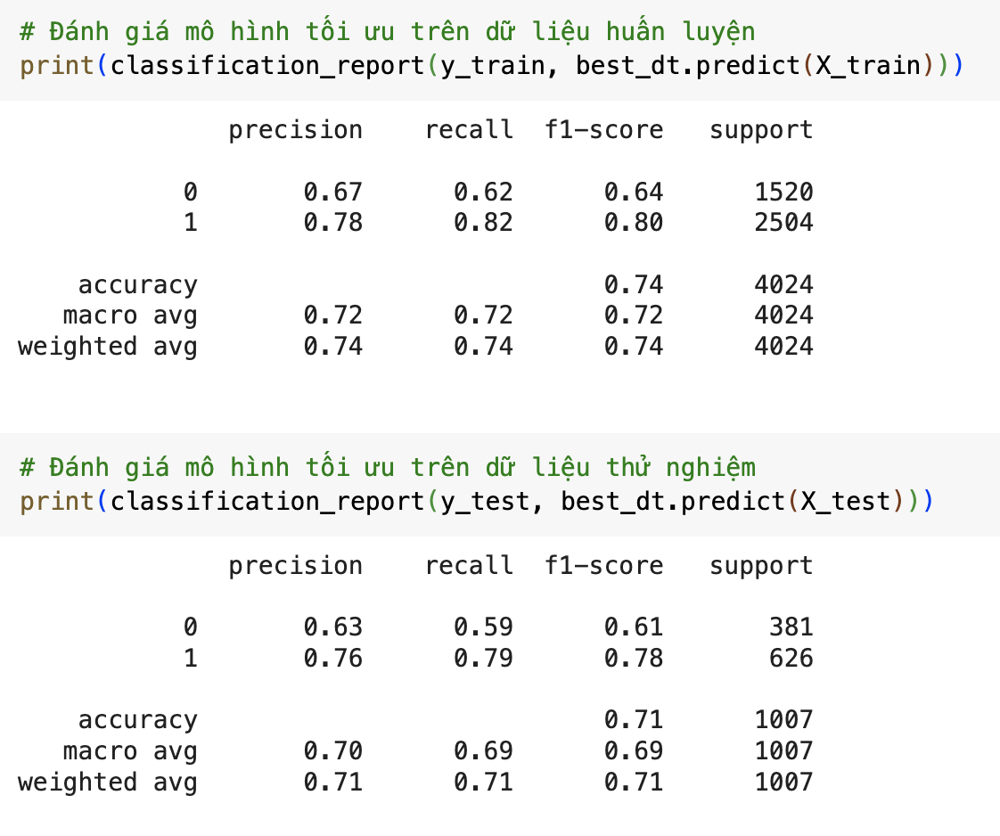 # Đánh giá mô hình tối ưu trên dữ liệu huấn luyện
print(classification_report(y_train, best_dt.predict(X_train)))
precision recall f1-score support
0 0.67 0.62 0.64 1520
1 0.78 0.82 0.80 2504
accuracy 0.74 4024
macro avg 0.72 0.72 0.72 4024
weighted avg 0.74 0.74 0.74 4024
# Đánh giá mô hình tối ưu trên dữ liệu thử nghiệm
print(classification_report(y_test, best_dt.predict(X_test)))
precision recall f1-score support
0 0.63 0.59 0.61 381
1 0.76 0.79 0.78 626
accuracy 0.71 1007
macro avg 0.70 0.69 0.69 1007
weighted avg 0.71 0.71 0.71 1007